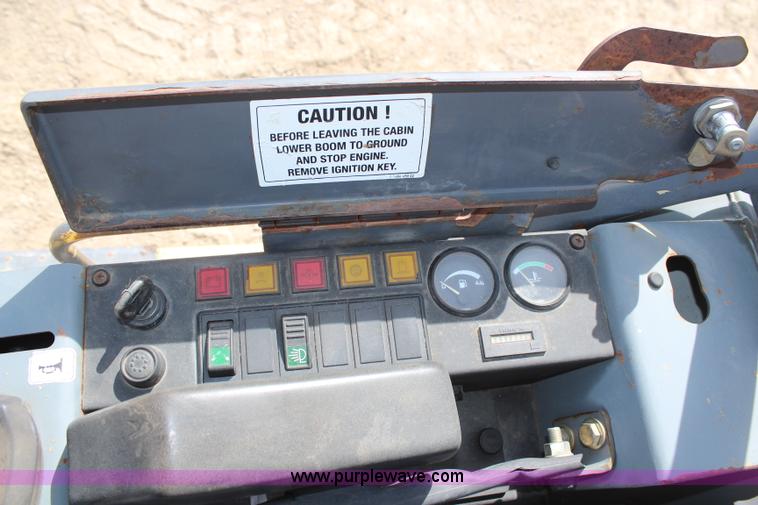 CAUTION !
BEFORE LEAVING THE CABIN
LOWER BOOM TO GROUND
AND STOP ENGINE.
REMOVE IGNITION KEY.
www.purplewave.com